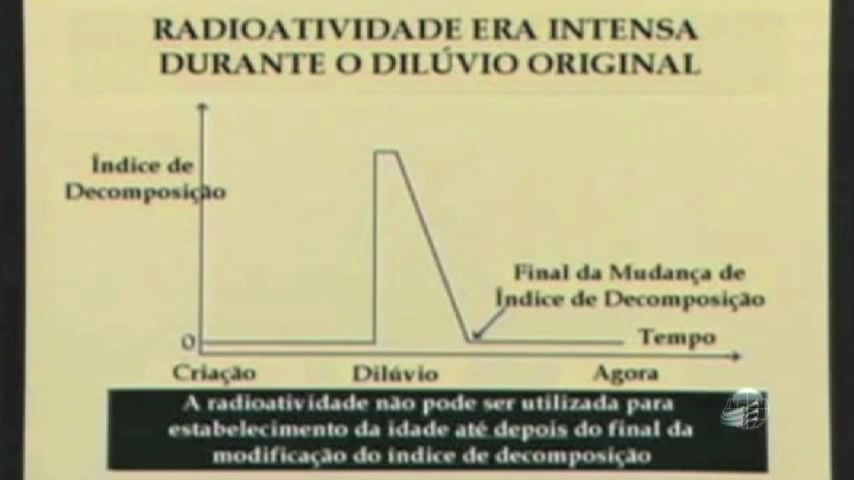 RADIOATIVIDADE ERA INTENSA
DURANTE O DILÚVIO ORIGINAL
Índice de
Decomposição
Final da Mudança de
Índice de Decomposição
0
Tempo
Criação
Dilúvio
Agora
A radioatividade não pode ser utilizada para
estabelecimento da idade até depois do final da
modificação do índice de decomposição